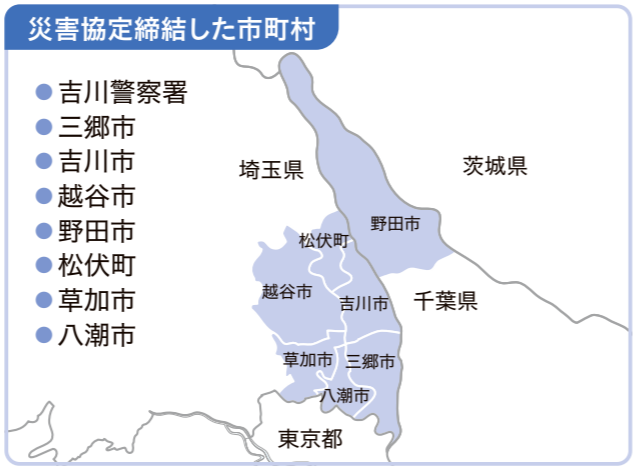 災害協定締結した市町村
● 吉川警察署
● 三郷市
● 吉川市
● 越谷市
● 野田市
● 松伏町
● 草加市
● 八潮市
埼玉県
茨城県
野田市
松伏町
越谷市
吉川市
千葉県
草加市
三郷市
八潮市
東京都